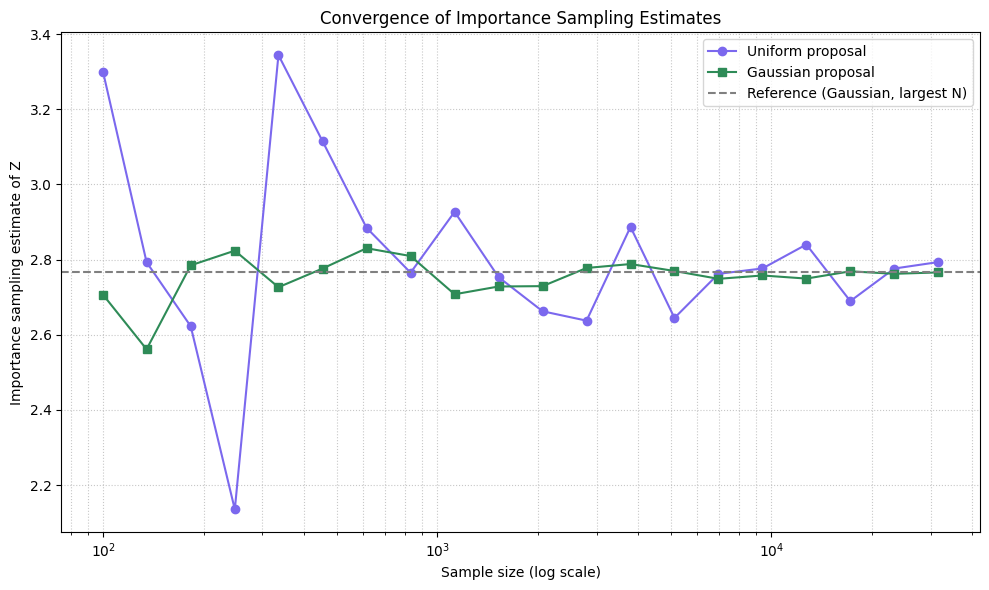 Convergence of Importance Sampling Estimates
Uniform proposal
Gaussian proposal
Reference (Gaussian, largest N)
Importance sampling estimate of Z
3.4
3.2
3.0
2.8
2.6
2.4
2.2
10²
10³
10⁴
Sample size (log scale)